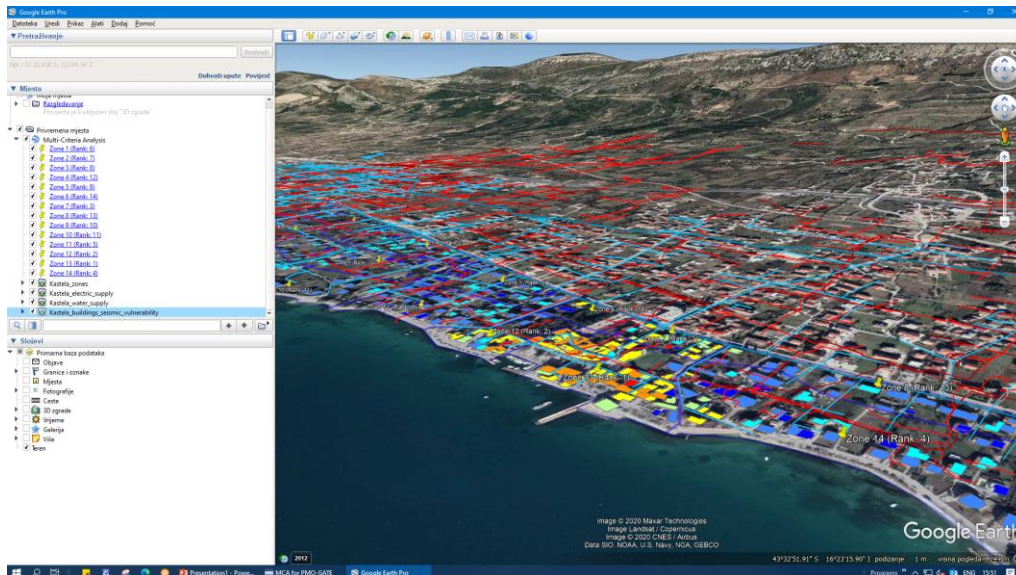 Google Earth Pro
Datoteka Uredi Prikaz Alati Dodaj Pomoć
Pretraživanje
Pretraži
Dohvati upute Povijest
Mjesta
Moja mjesta
Razgledavanje
Privremena mjesta
Multi-Criteria Analysis
Zone 1 (Rank: 6)
Zone 2 (Rank: 7)
Zone 3 (Rank: 8)
Zone 4 (Rank: 12)
Zone 5 (Rank: 9)
Zone 6 (Rank: 14)
Zone 7 (Rank: 3)
Zone 8 (Rank: 13)
Zone 9 (Rank: 10)
Zone 10 (Rank: 11)
Zone 11 (Rank: 5)
Zone 12 (Rank: 2)
Zone 13 (Rank: 1)
Zone 14 (Rank: 4)
Kastela_zones
Kastela_electric_supply
Kastela_water_supply
Kastela_buildings_seismic_vulnerability
Slojevi
Primarna baza podataka
Objave
Granice i oznake
Mjesta
Fotografije
Ceste
3D zgrade
Vrijeme
Galerija
Više
Teren
Zone 12 (Rank: 2)
Zone 14 (Rank: 4)
Image © 2020 Maxar Technologies
Image Landsat / Copernicus
Image © 2020 CNES / Airbus
Data SIO, NOAA, U.S. Navy, NGA, GEBCO
Google Earth
2012
1 m visina pogleda
Presentation1 - Powe...
MCA for PMO-GATE
Google Earth Pro
Programs
ENG
15:51